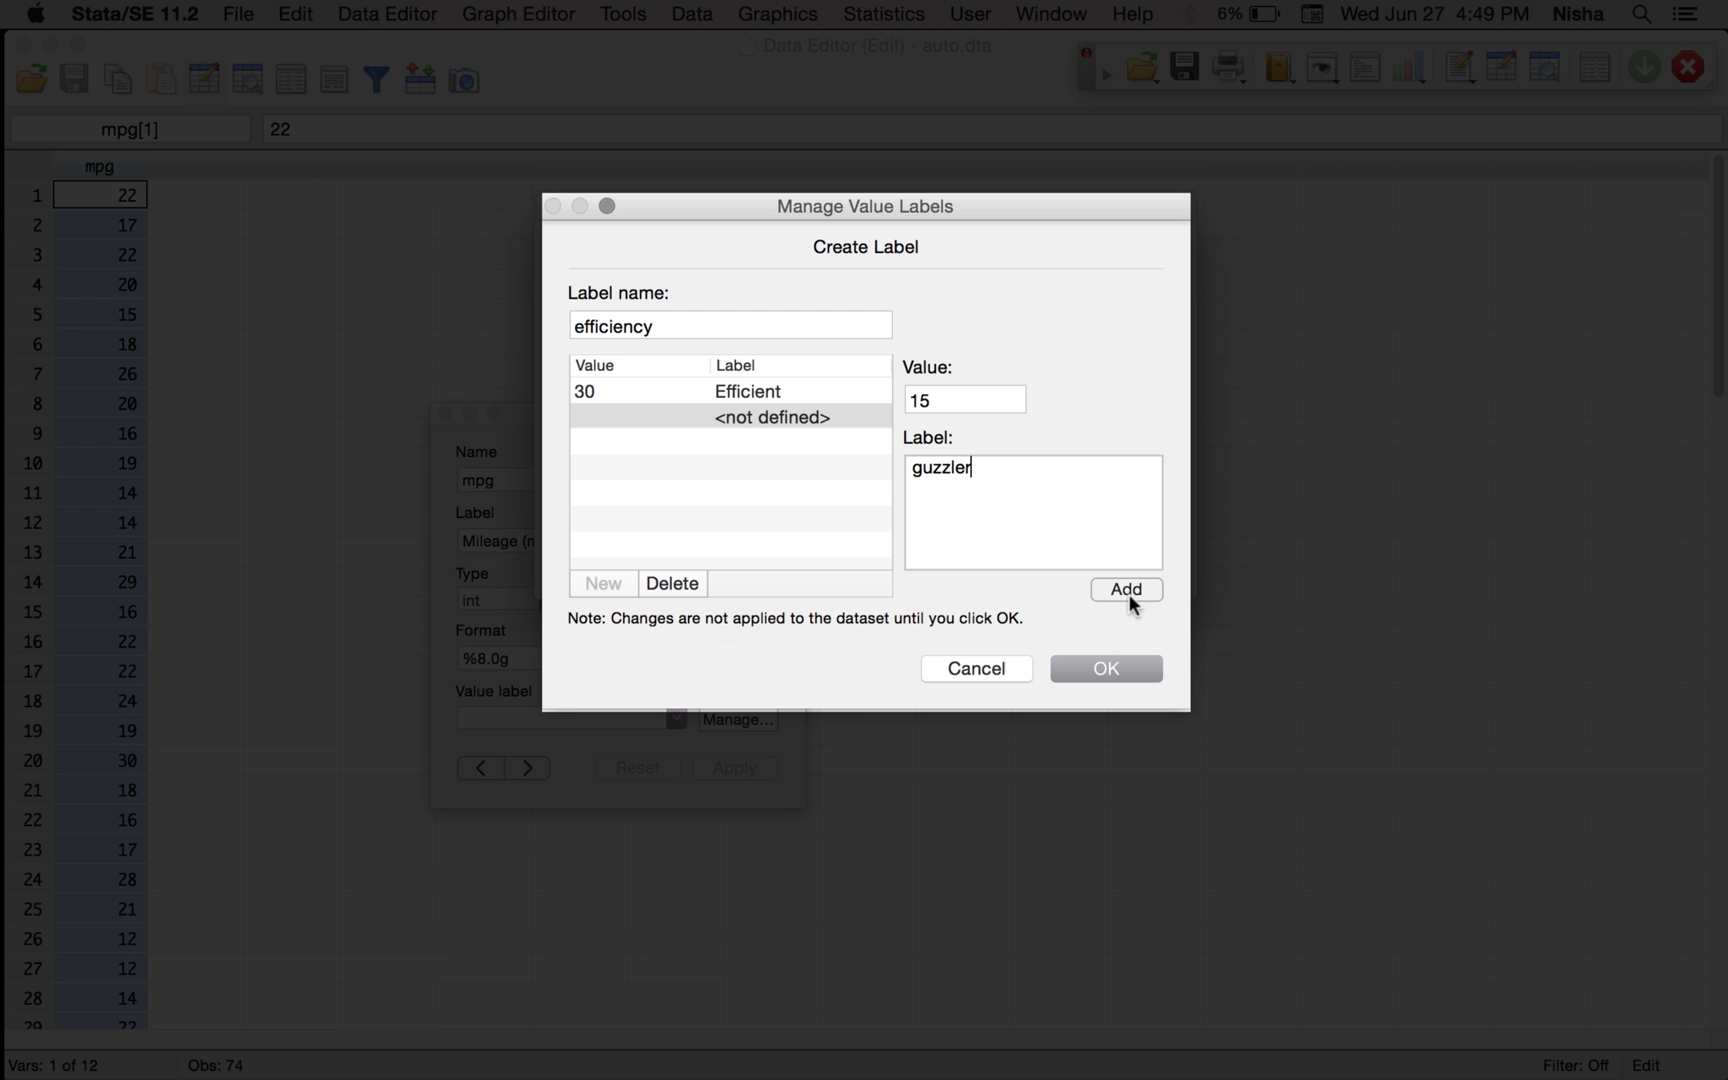 Stata/SE 11.2 File Edit Data Editor Graph Editor Tools Data Graphics Statistics User Window Help 6% Wed Jun 27 4:49 PM Nisha
Data Editor (Edit) - auto.dta
mpg[1] 22
mpg
1 22
2 17
3 22
4 20
5 15
6 18
7 26
8 20
9 16
10 19
11 14
12 14
13 21
14 29
15 16
16 22
17 22
18 24
19 19
20 30
21 18
22 16
23 17
24 28
25 21
26 12
27 12
28 14
29 22
Manage Value Labels
Create Label
Label name:
efficiency
Value Label
30 Efficient
<not defined>
New Delete
Value:
15
Label:
guzzler
Add
Note: Changes are not applied to the dataset until you click OK.
Cancel OK
Name
mpg
Label
Mileage (m
Type
int
Format
%8.0g
Value label
Manage...
< > Reset Apply
Vars: 1 of 12 Obs: 74 Filter: Off Edit